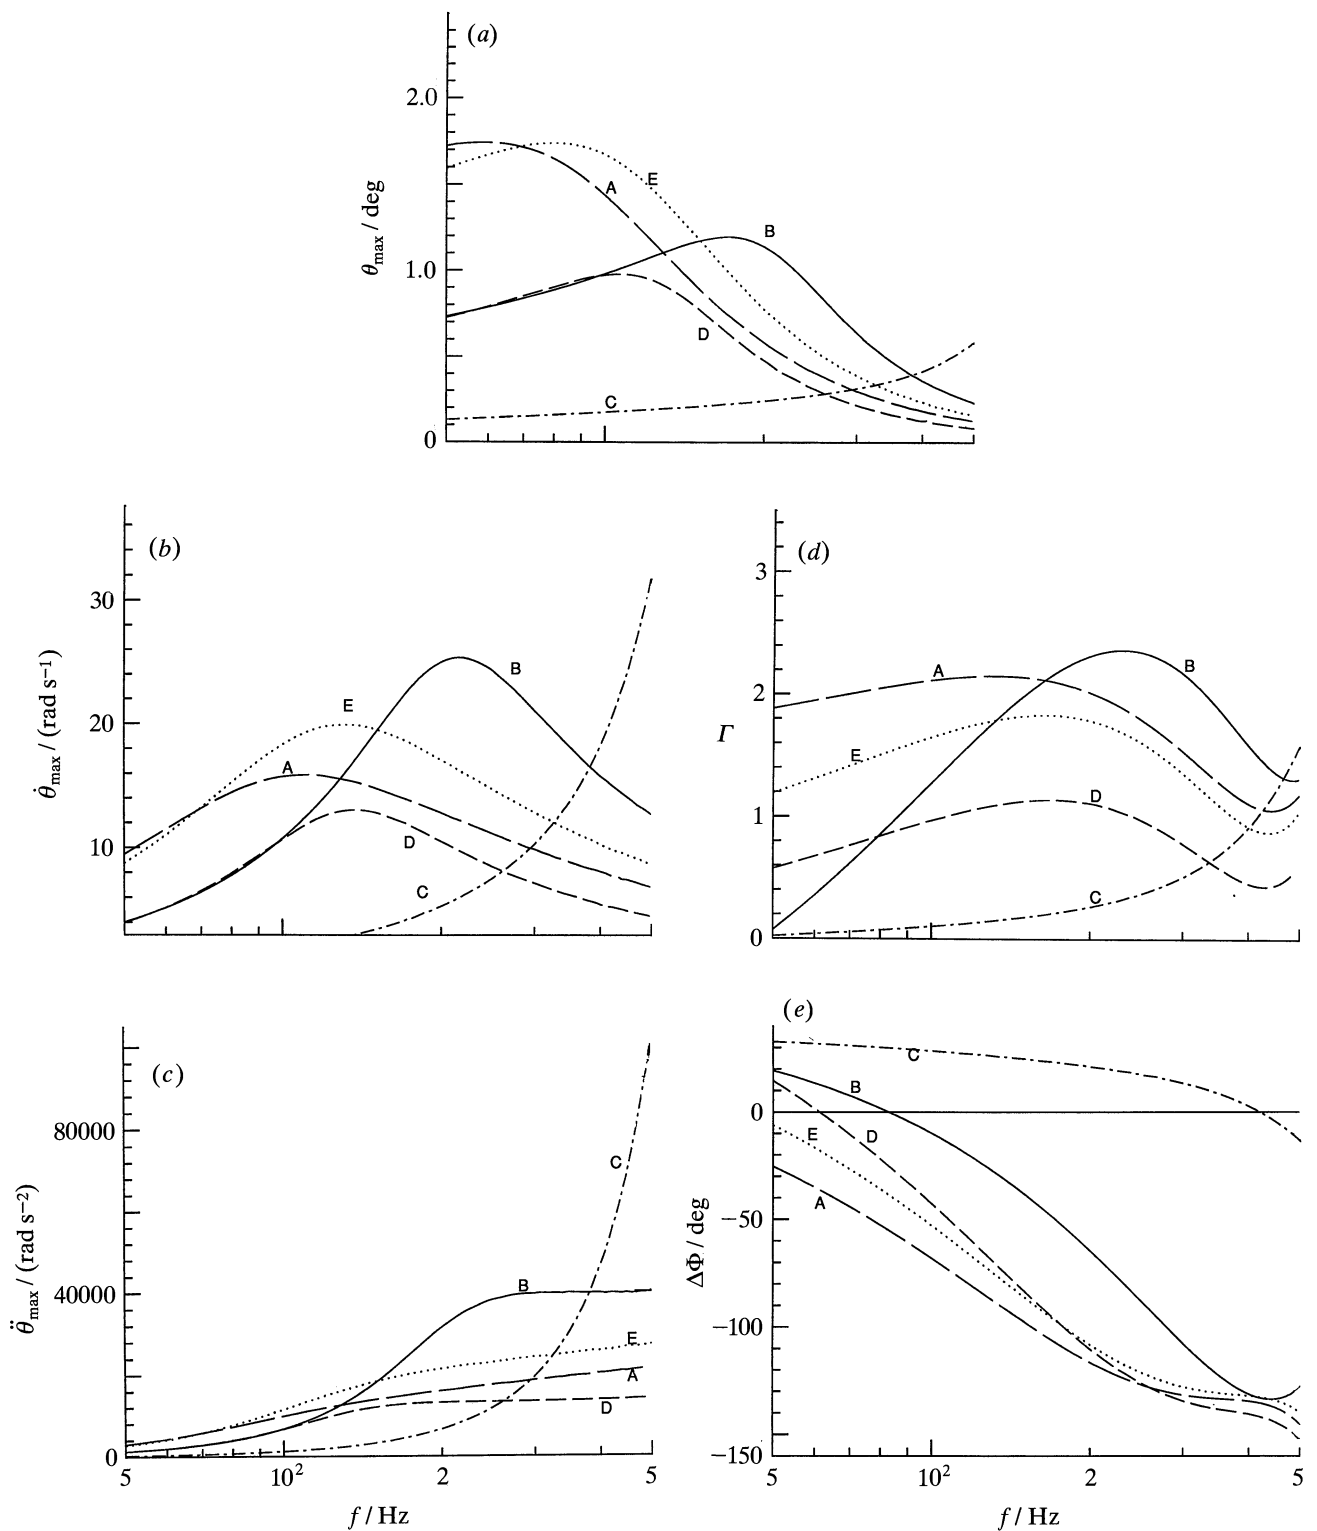 (a)
2.0
1.0
0
θmax / deg
A
E
B
D
C
(b)
30
20
10
θ̇max / (rad s⁻¹)
E
A
B
D
C
(d)
3
2
1
0
Γ
A
B
E
D
C
(c)
80000
40000
0
θ̈max / (rad s⁻²)
C
B
E
A
D
5 10² 2 5
f / Hz
(e)
0
−50
−100
−150
ΔΦ / deg
C
B
E
D
A
5 10² 2 5
f / Hz